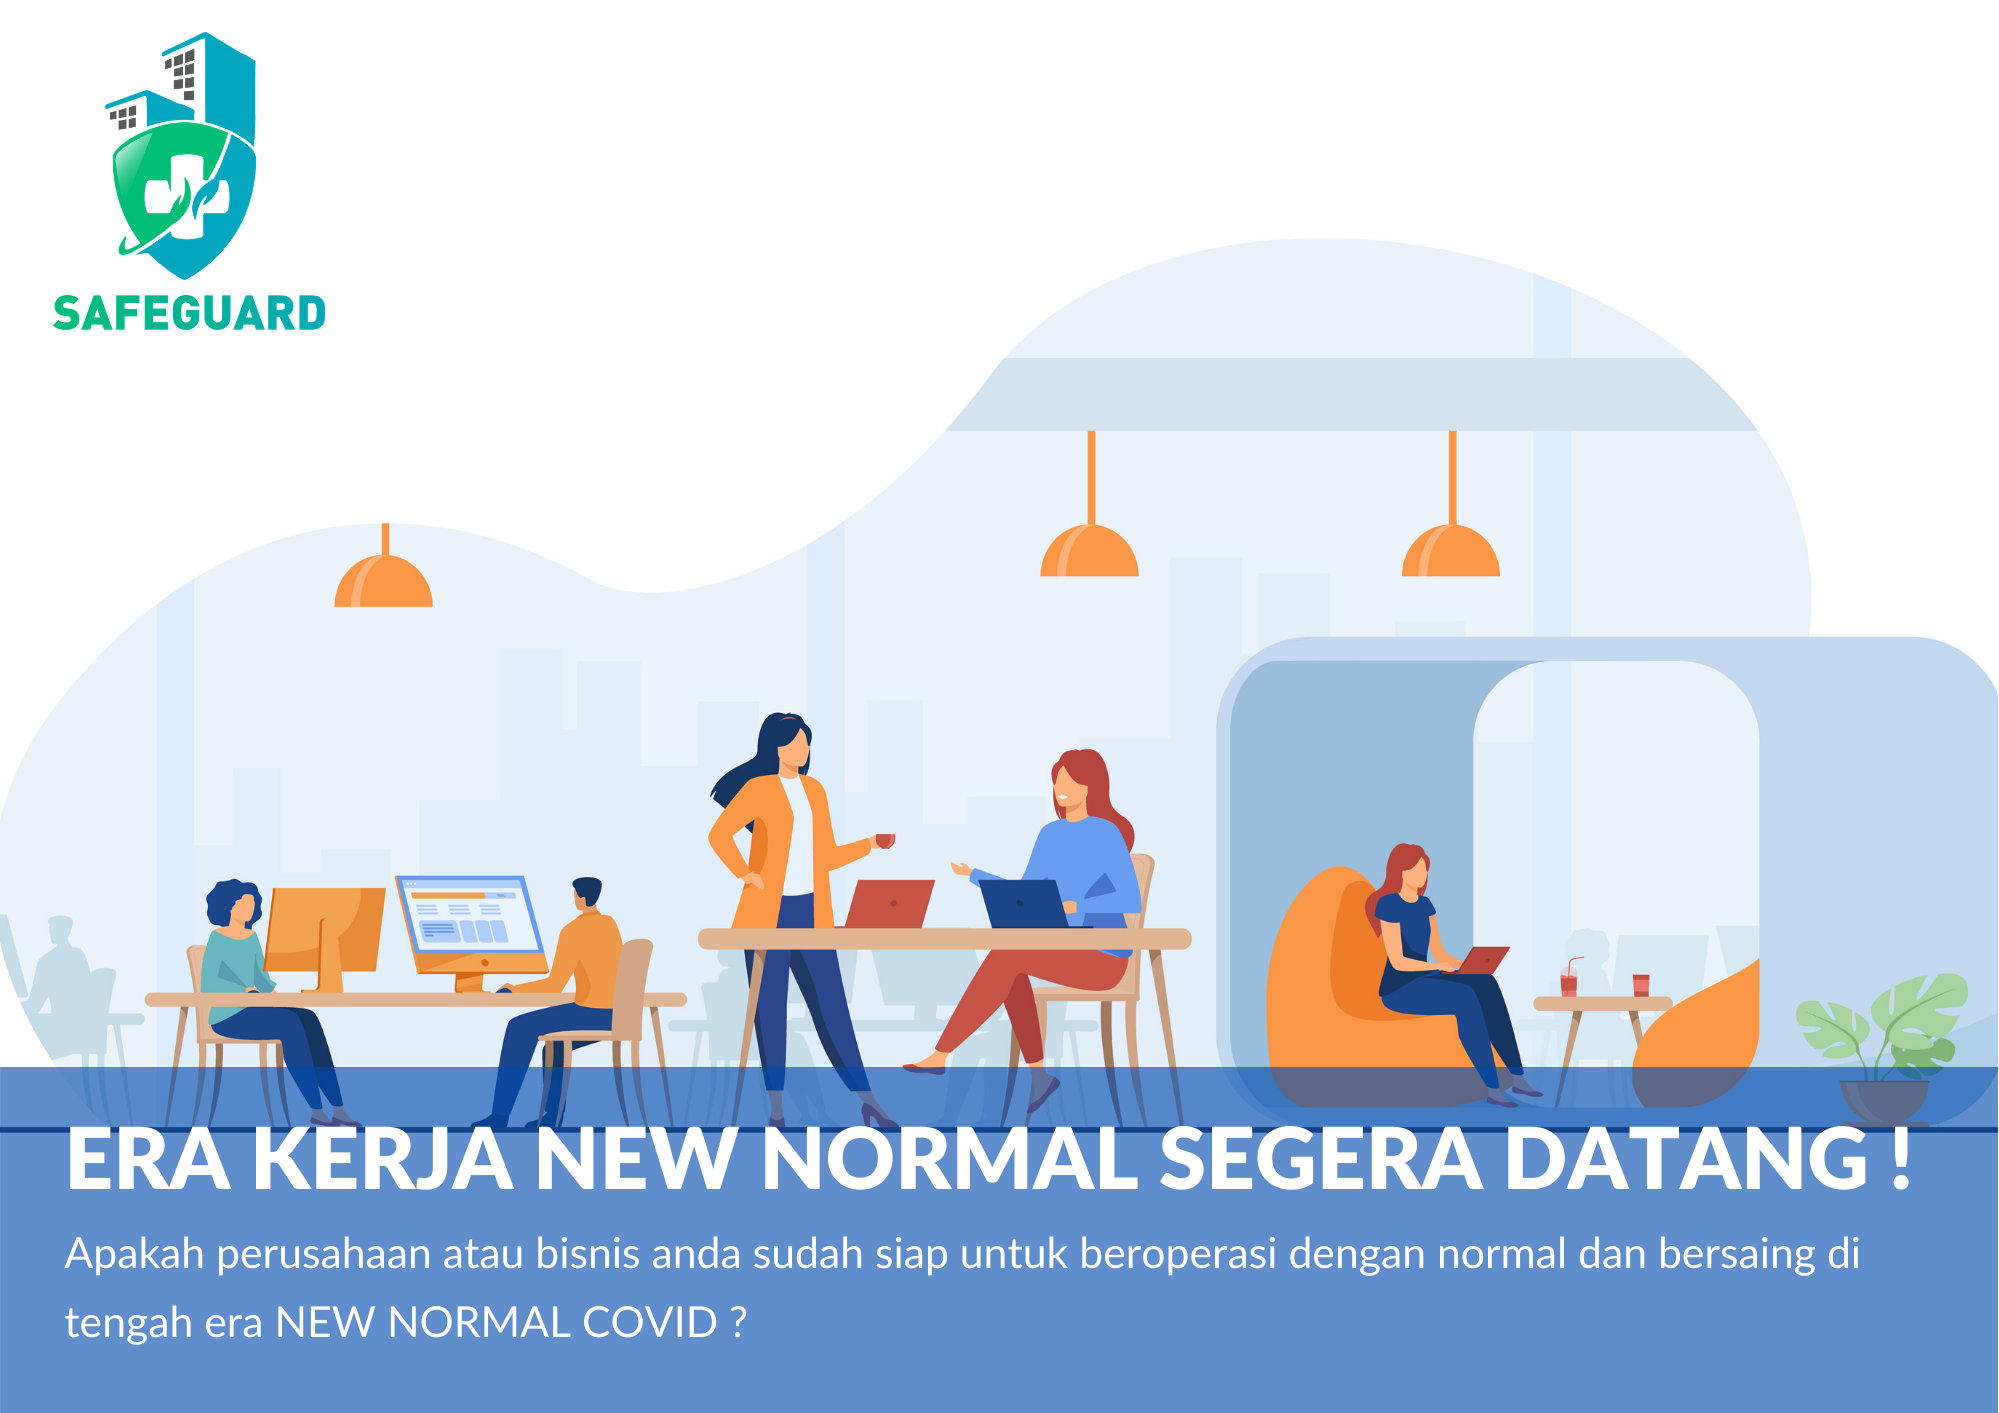 SAFEGUARD
ERA KERJA NEW NORMAL SEGERA DATANG !
Apakah perusahaan atau bisnis anda sudah siap untuk beroperasi dengan normal dan bersaing di
tengah era NEW NORMAL COVID ?